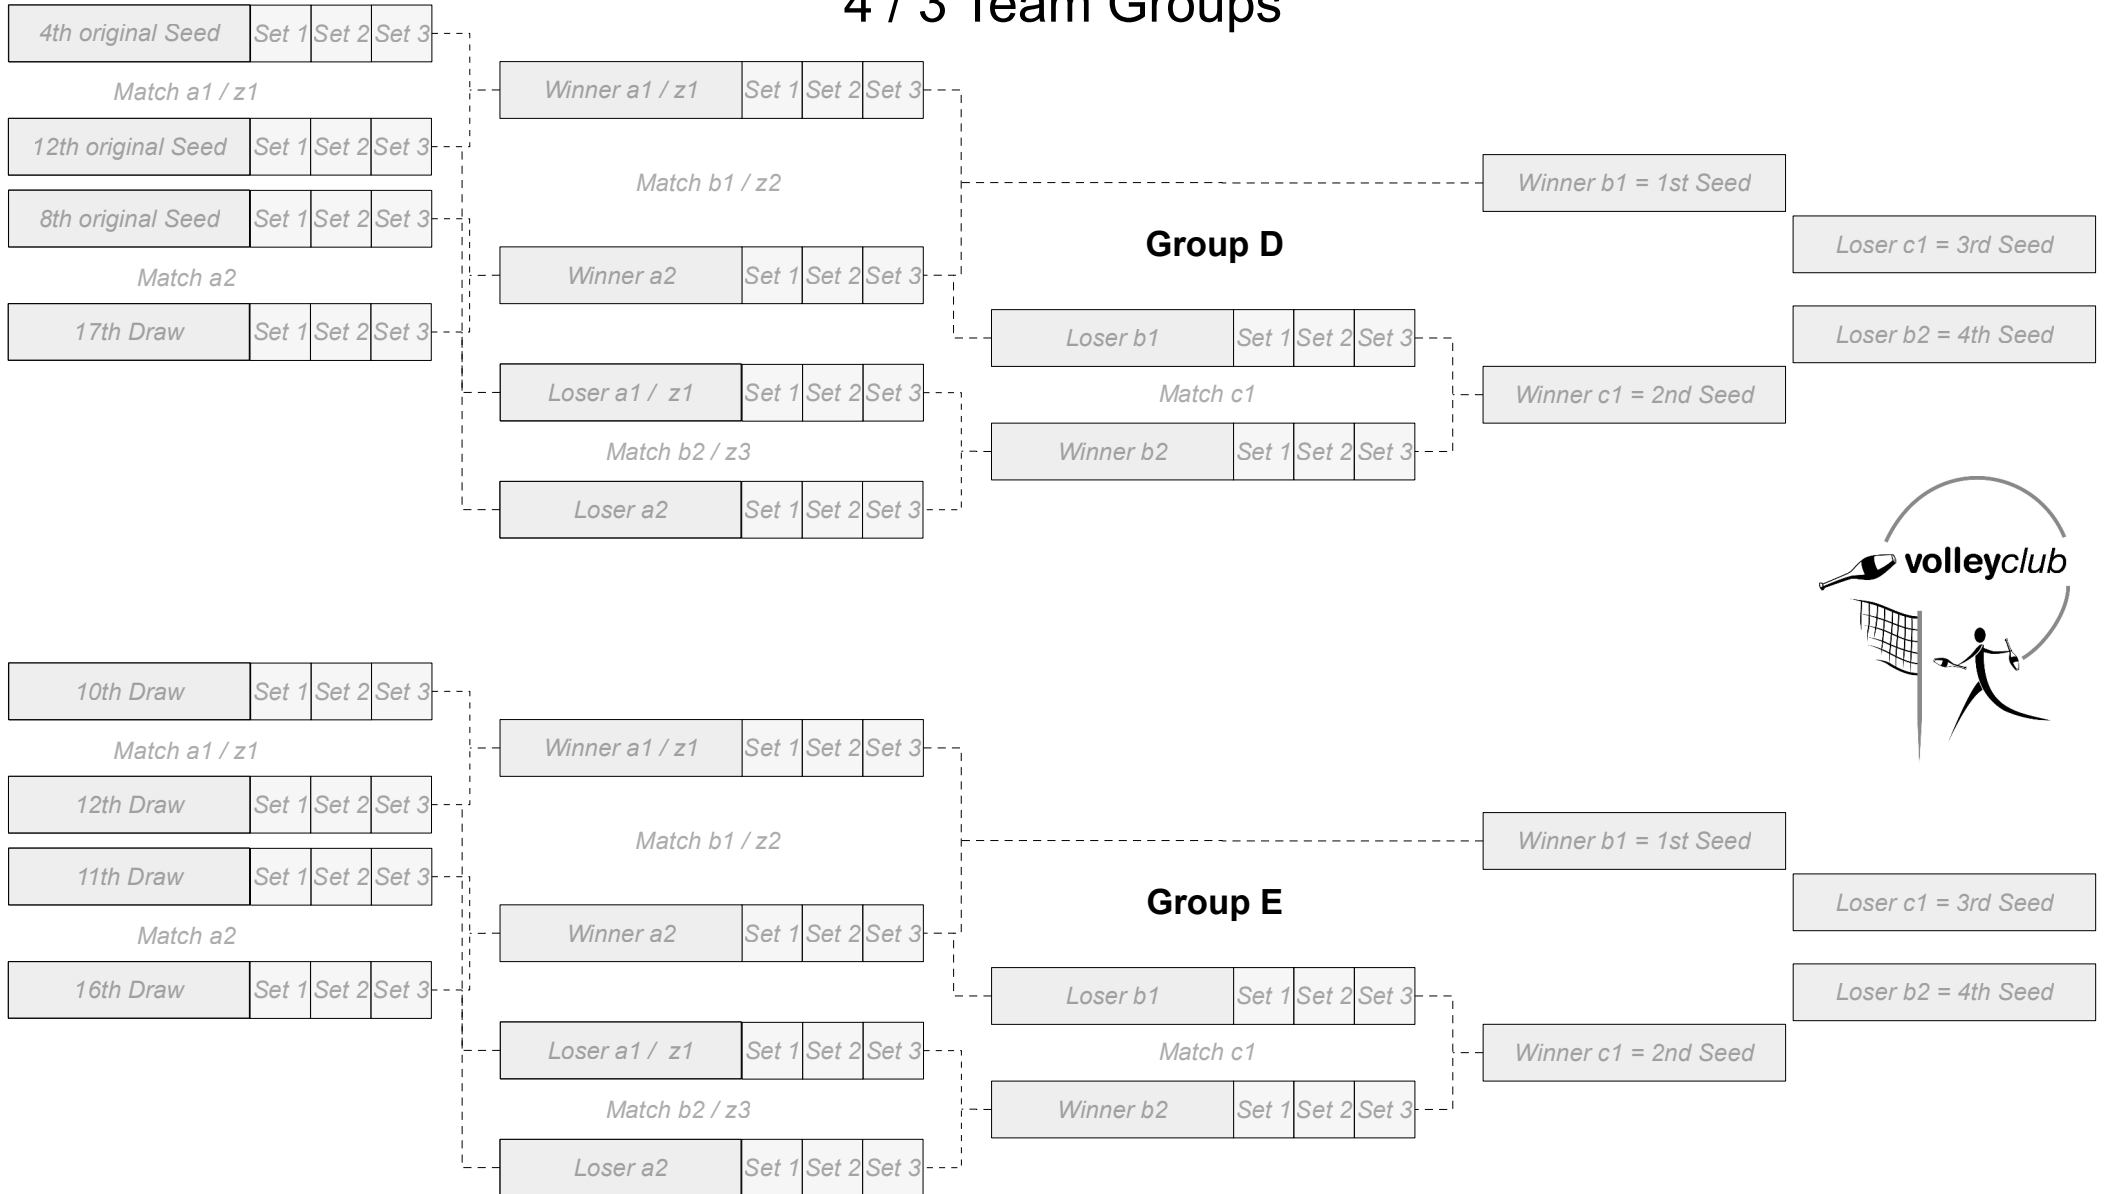 4 / 3 Team Groups
4th original Seed Set 1 Set 2 Set 3
Match a1 / z1
12th original Seed Set 1 Set 2 Set 3
8th original Seed Set 1 Set 2 Set 3
Match a2
17th Draw Set 1 Set 2 Set 3
Winner a1 / z1 Set 1 Set 2 Set 3
Match b1 / z2
Winner a2 Set 1 Set 2 Set 3
Loser a1 / z1 Set 1 Set 2 Set 3
Match b2 / z3
Loser a2 Set 1 Set 2 Set 3
Group D
Loser b1 Set 1 Set 2 Set 3
Match c1
Winner b2 Set 1 Set 2 Set 3
Winner b1 = 1st Seed
Winner c1 = 2nd Seed
Loser c1 = 3rd Seed
Loser b2 = 4th Seed
volleyclub
10th Draw Set 1 Set 2 Set 3
Match a1 / z1
12th Draw Set 1 Set 2 Set 3
11th Draw Set 1 Set 2 Set 3
Match a2
16th Draw Set 1 Set 2 Set 3
Winner a1 / z1 Set 1 Set 2 Set 3
Match b1 / z2
Winner a2 Set 1 Set 2 Set 3
Loser a1 / z1 Set 1 Set 2 Set 3
Match b2 / z3
Loser a2 Set 1 Set 2 Set 3
Group E
Loser b1 Set 1 Set 2 Set 3
Match c1
Winner b2 Set 1 Set 2 Set 3
Winner b1 = 1st Seed
Winner c1 = 2nd Seed
Loser c1 = 3rd Seed
Loser b2 = 4th Seed